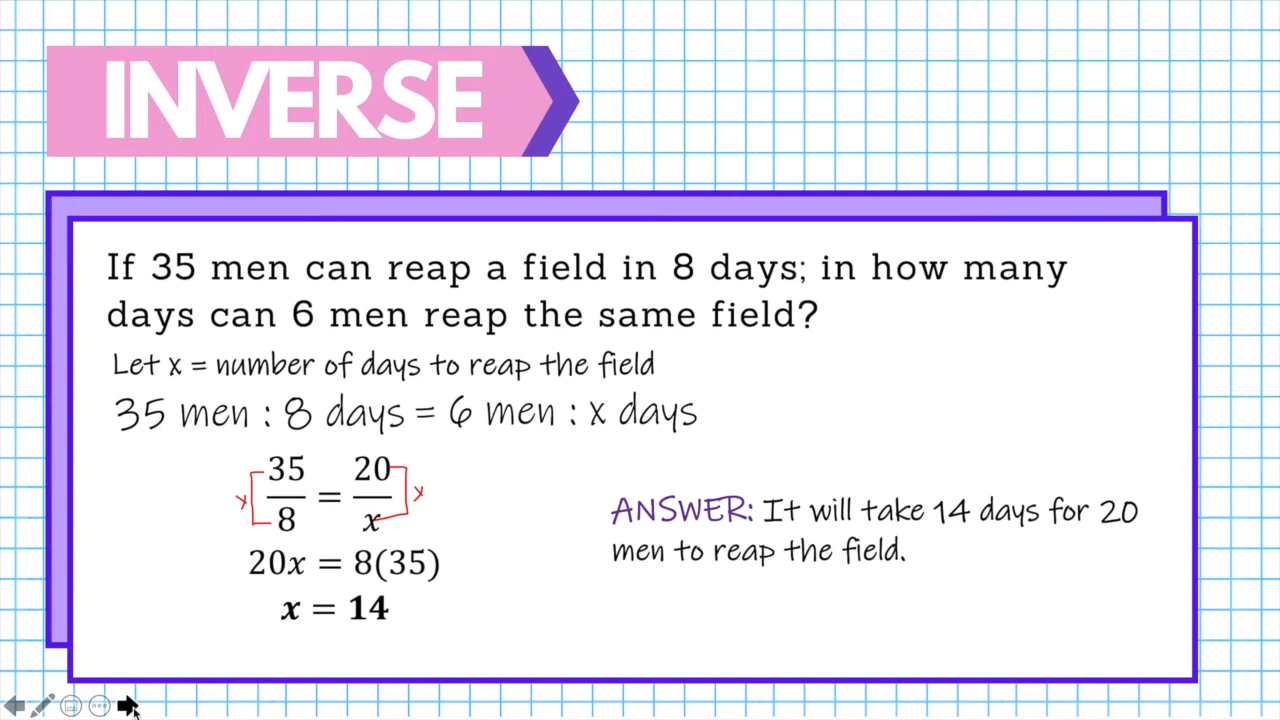 INVERSE
If 35 men can reap a field in 8 days; in how many
days can 6 men reap the same field?
Let x = number of days to reap the field
35 men : 8 days = 6 men : x days
x 35/8 = 20/x x
20x = 8(35)
x = 14
ANSWER: It will take 14 days for 20
men to reap the field.